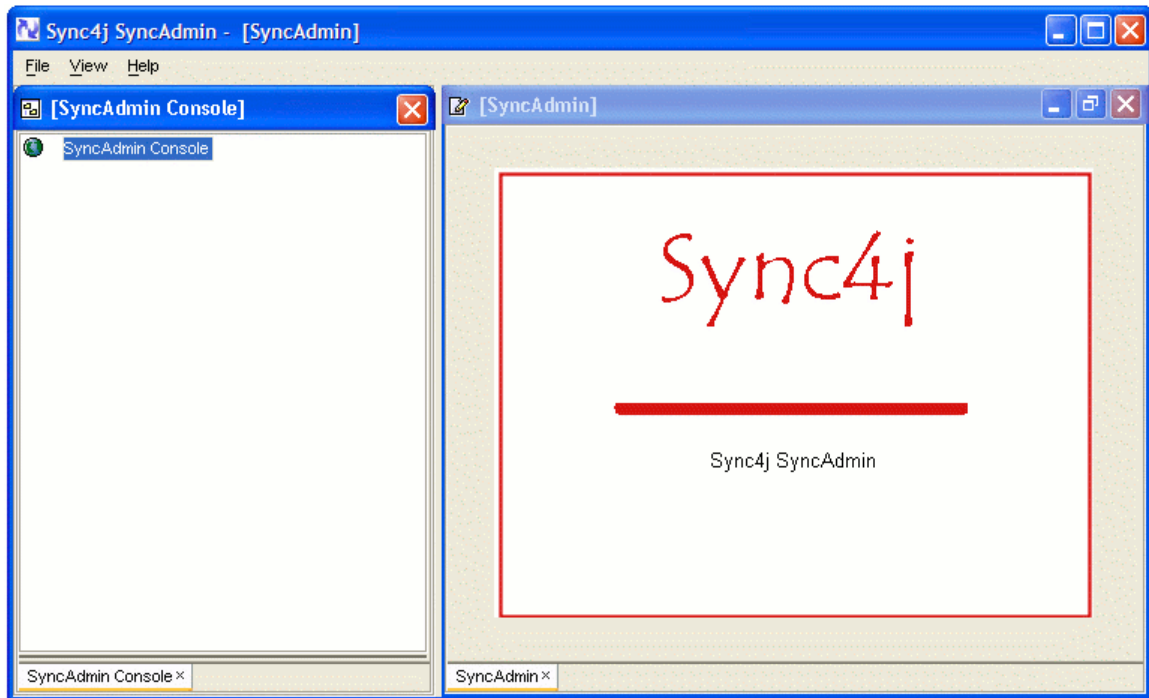 Sync4j SyncAdmin - [SyncAdmin]
File View Help
[SyncAdmin Console]
SyncAdmin Console
SyncAdmin Console
[SyncAdmin]
Sync4j
Sync4j SyncAdmin
SyncAdmin